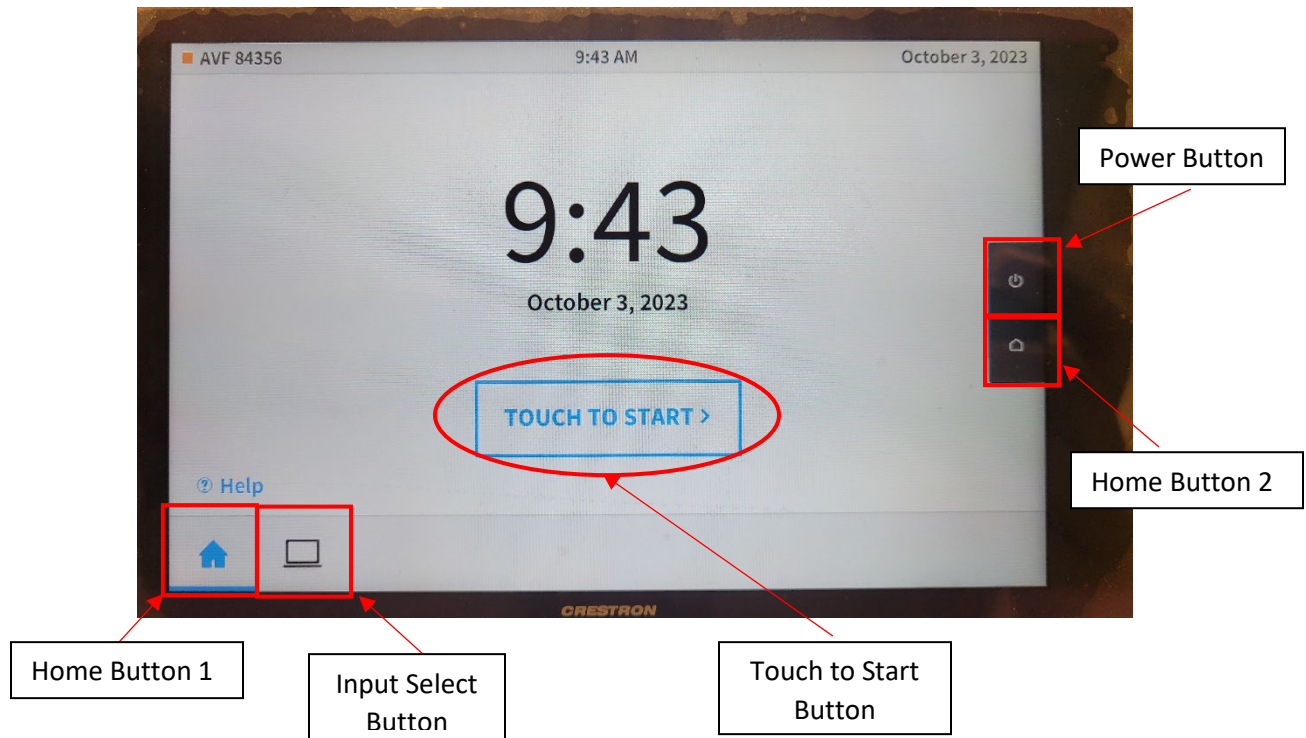 AVF 84356 9:43 AM October 3, 2023
Power Button
9:43
October 3, 2023
TOUCH TO START >
Home Button 2
? Help
CRESTRON
Home Button 1
Input Select
Button
Touch to Start
Button